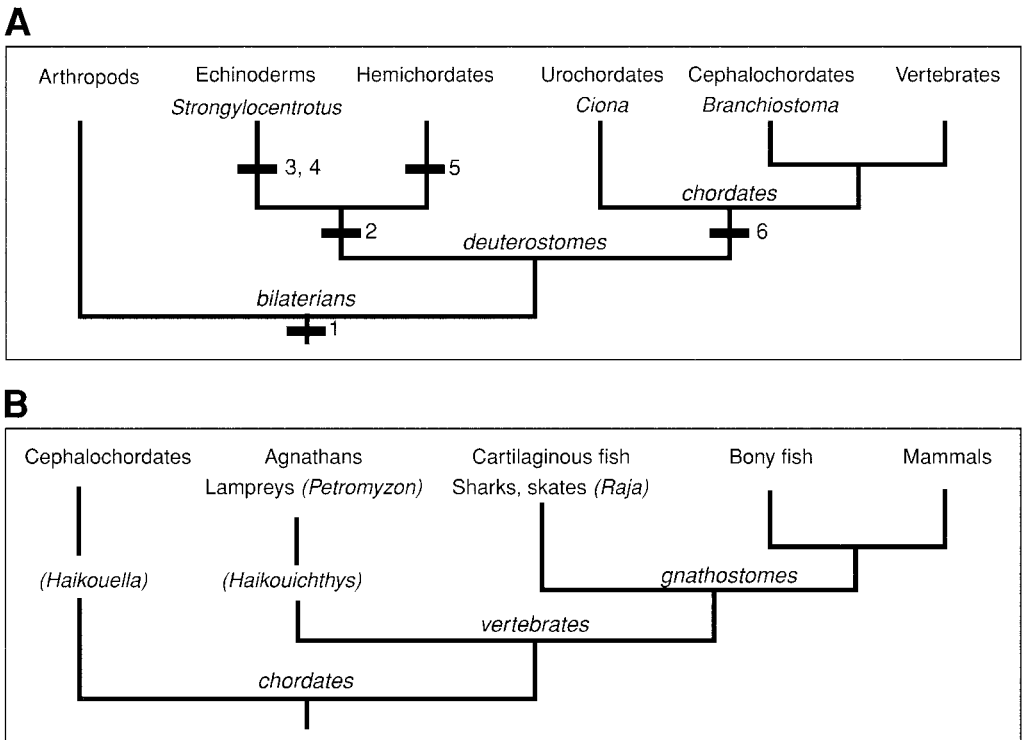 A
Arthropods Echinoderms Hemichordates Urochordates Cephalochordates Vertebrates
Strongylocentrotus Ciona Branchiostoma
3, 4 5
chordates
2 6
deuterostomes
bilaterians
1
B
Cephalochordates Agnathans Cartilaginous fish Bony fish Mammals
Lampreys (Petromyzon) Sharks, skates (Raja)
(Haikouella) (Haikouichthys) gnathostomes
vertebrates
chordates